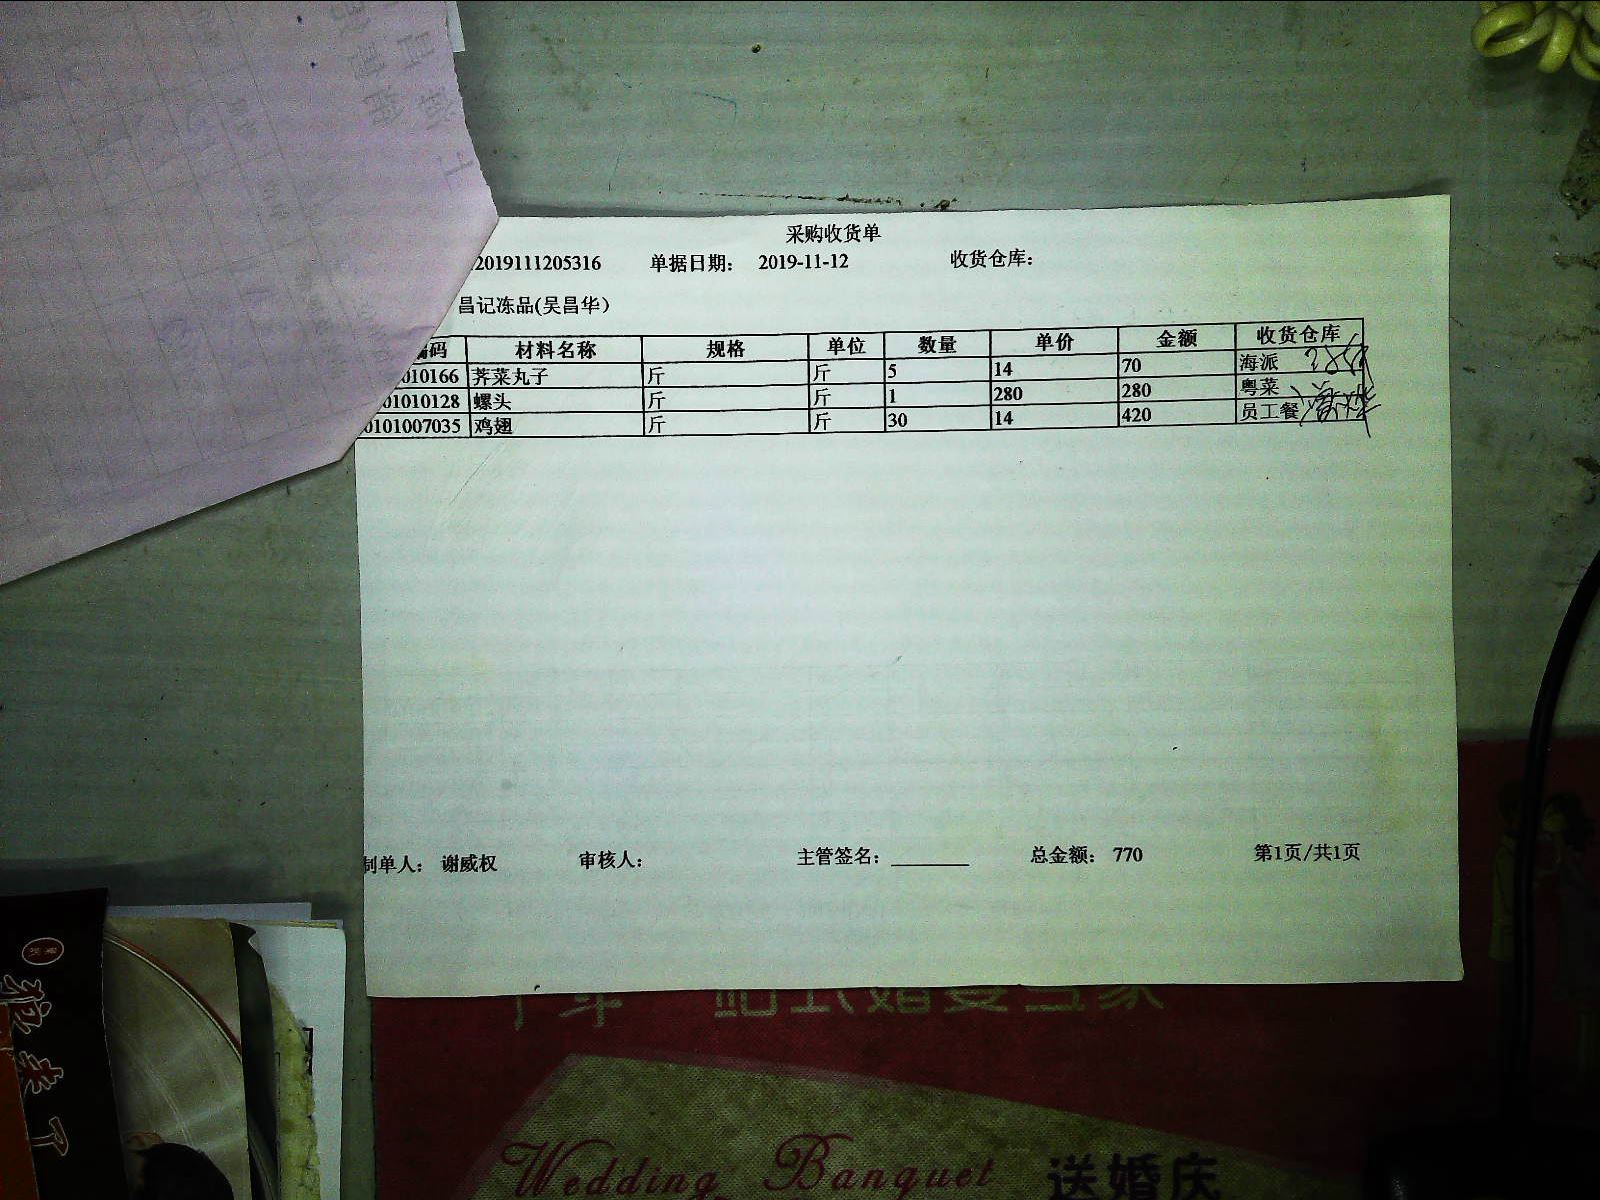 采购收货单
2019111205316 单据日期： 2019-11-12 收货仓库：
昌记冻品(吴昌华)
编码 材料名称 规格 单位 数量 单价 金额 收货仓库
010166 荠菜丸子 斤 斤 5 14 70 海派
01010128 螺头 斤 斤 1 280 280 粤菜
0101007035 鸡翅 斤 斤 30 14 420 员工餐
制单人： 谢威权 审核人： 主管签名：________ 总金额： 770 第1页/共1页
Wedding Banquet 送婚庆